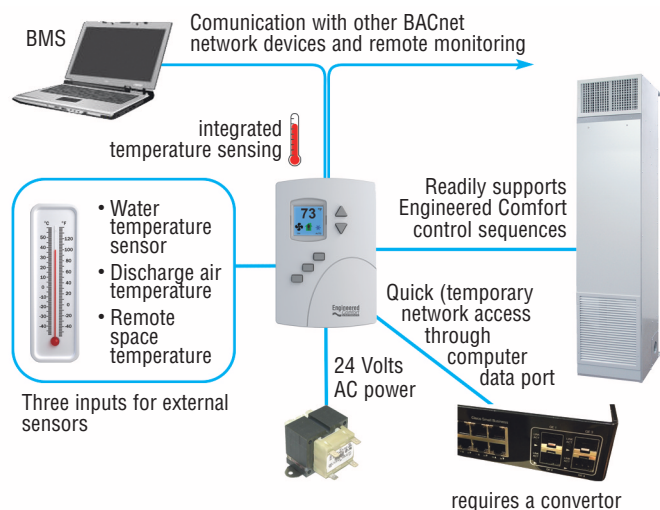 BMS
Comunication with other BACnet
network devices and remote monitoring
integrated
temperature sensing
73
Engineered
Readily supports
Engineered Comfort
control sequences
• Water
temperature
sensor
• Discharge air
temperature
• Remote
space
temperature
°C °F
Three inputs for external
sensors
24 Volts
AC power
Quick (temporary
network access
through
computer
data port
requires a convertor